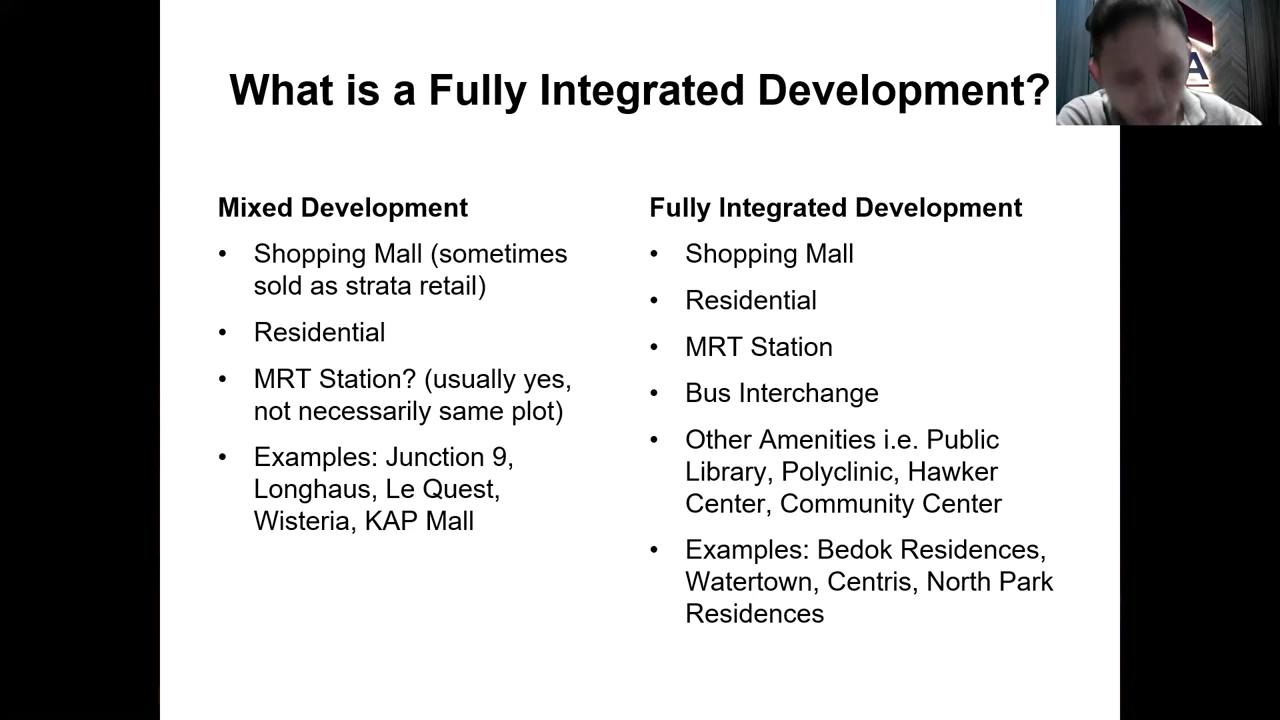 What is a Fully Integrated Development?
A
Mixed Development
• Shopping Mall (sometimes
sold as strata retail)
• Residential
• MRT Station? (usually yes,
not necessarily same plot)
• Examples: Junction 9,
Longhaus, Le Quest,
Wisteria, KAP Mall
Fully Integrated Development
• Shopping Mall
• Residential
• MRT Station
• Bus Interchange
• Other Amenities i.e. Public
Library, Polyclinic, Hawker
Center, Community Center
• Examples: Bedok Residences,
Watertown, Centris, North Park
Residences